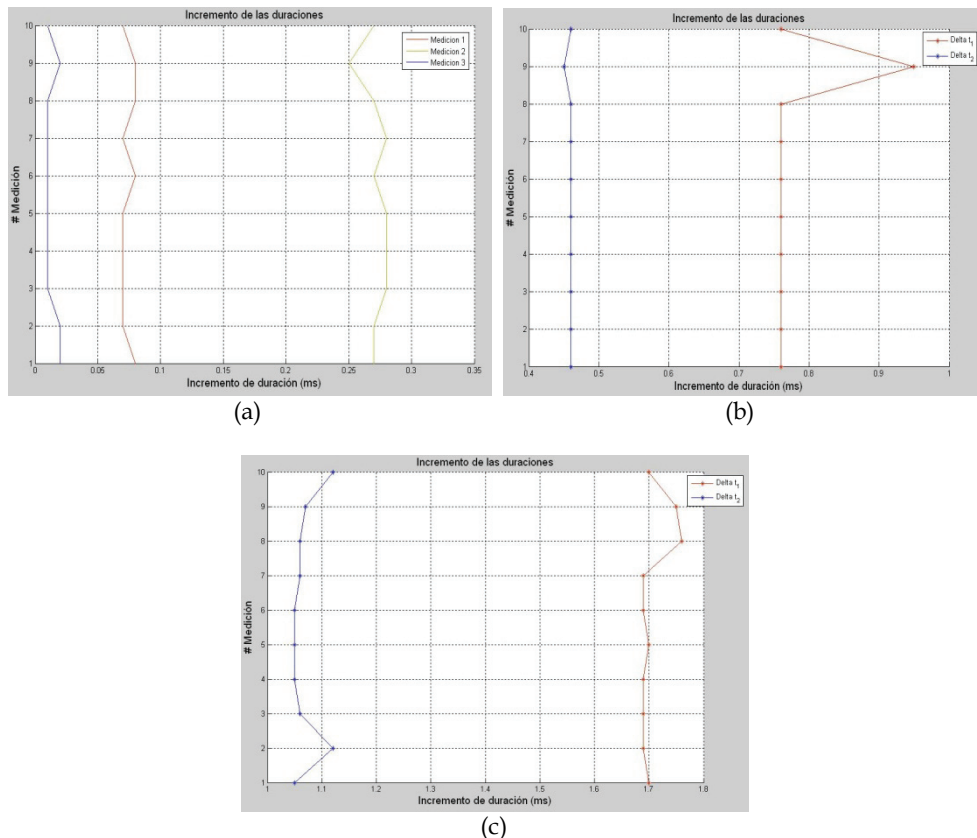 Incremento de las duraciones
Medicion 1
Medicion 2
Medicion 3
# Medición
10
9
8
7
6
5
4
3
2
1
0
0.05
0.1
0.15
0.2
0.25
0.3
0.35
Incremento de duración (ms)
(a)
Incremento de las duraciones
Delta t1
Delta t2
# Medición
10
9
8
7
6
5
4
3
2
1
0.4
0.5
0.6
0.7
0.8
0.9
1
Incremento de duración (ms)
(b)
Incremento de las duraciones
Delta t1
Delta t2
# Medición
10
9
8
7
6
5
4
3
2
1
1
1.1
1.2
1.3
1.4
1.5
1.6
1.7
1.8
Incremento de duración (ms)
(c)